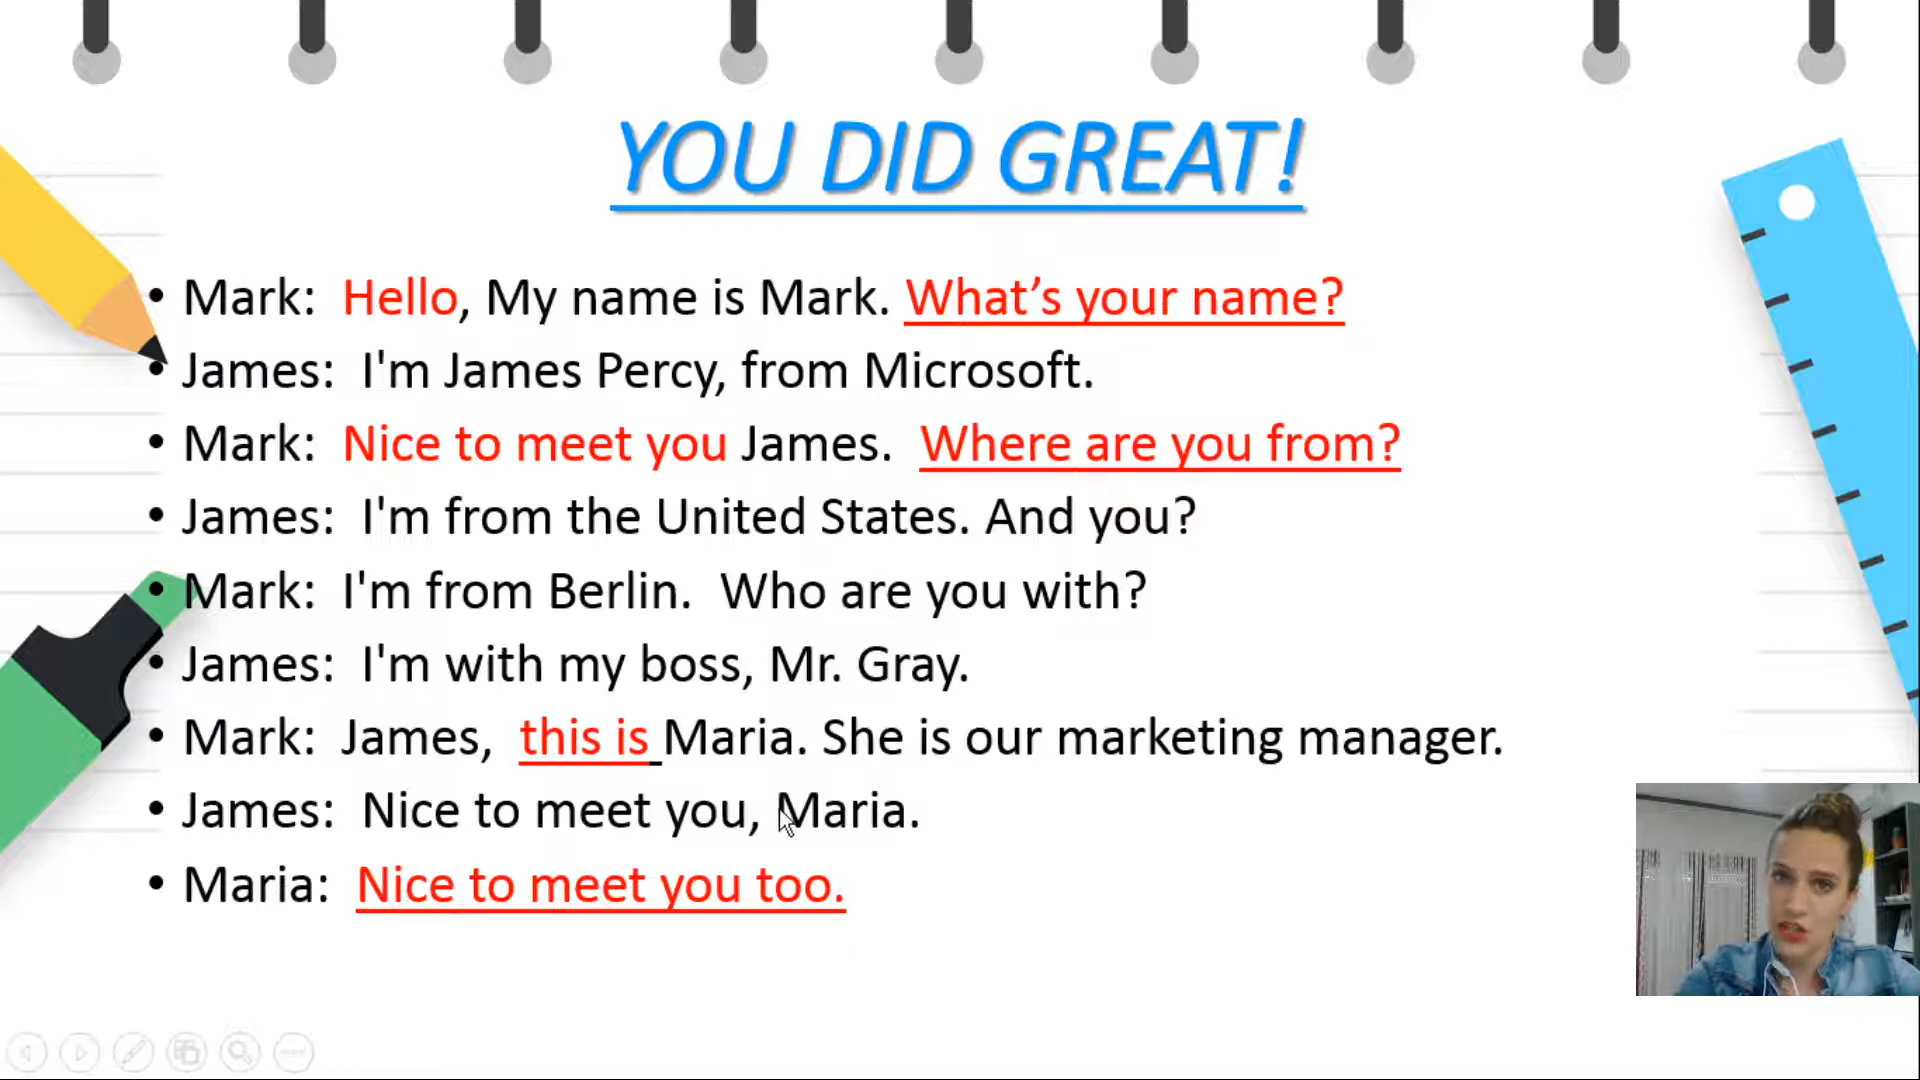 YOU DID GREAT!
• Mark: Hello, My name is Mark. What’s your name?
• James: I'm James Percy, from Microsoft.
• Mark: Nice to meet you James. Where are you from?
• James: I'm from the United States. And you?
• Mark: I'm from Berlin. Who are you with?
• James: I'm with my boss, Mr. Gray.
• Mark: James, this is Maria. She is our marketing manager.
• James: Nice to meet you, Maria.
• Maria: Nice to meet you too.